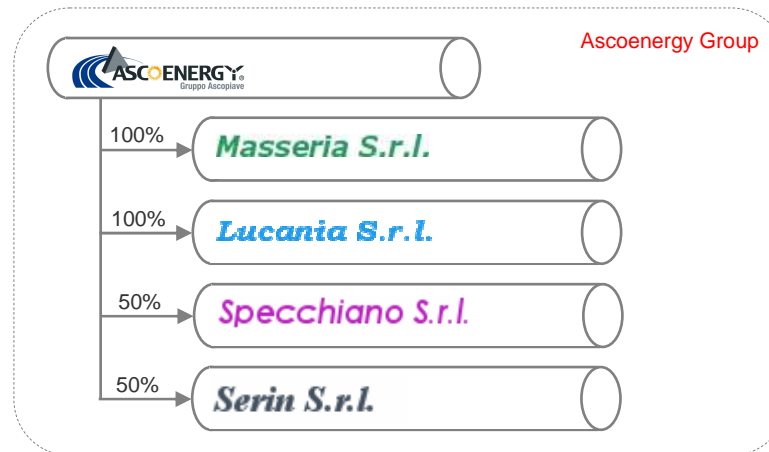 Ascoenergy Group
ASCOENERGY®
Gruppo Ascopiave
100%
Masseria S.r.l.
100%
Lucania S.r.l.
50%
Specchiano S.r.l.
50%
Serin S.r.l.